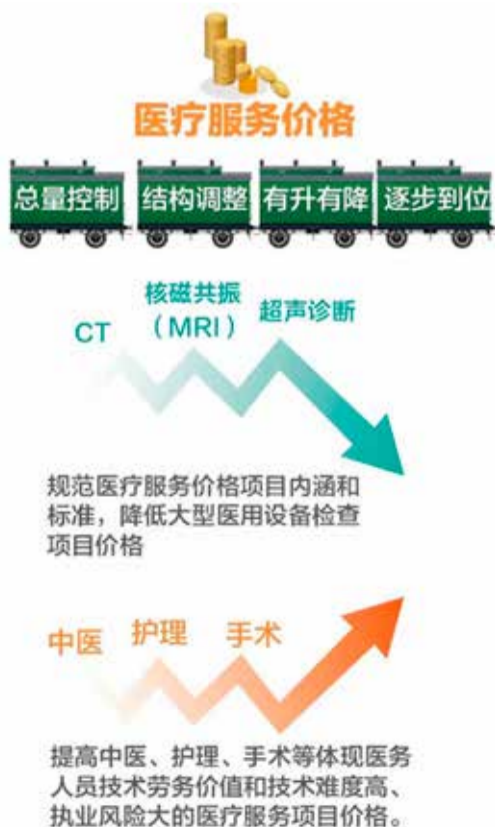 医疗服务价格
总量控制 结构调整 有升有降 逐步到位
CT 核磁共振 超声诊断
（MRI）
规范医疗服务价格项目内涵和
标准，降低大型医用设备检查
项目价格
中医 护理 手术
提高中医、护理、手术等体现医务
人员技术劳务价值和技术难度高、
执业风险大的医疗服务项目价格。